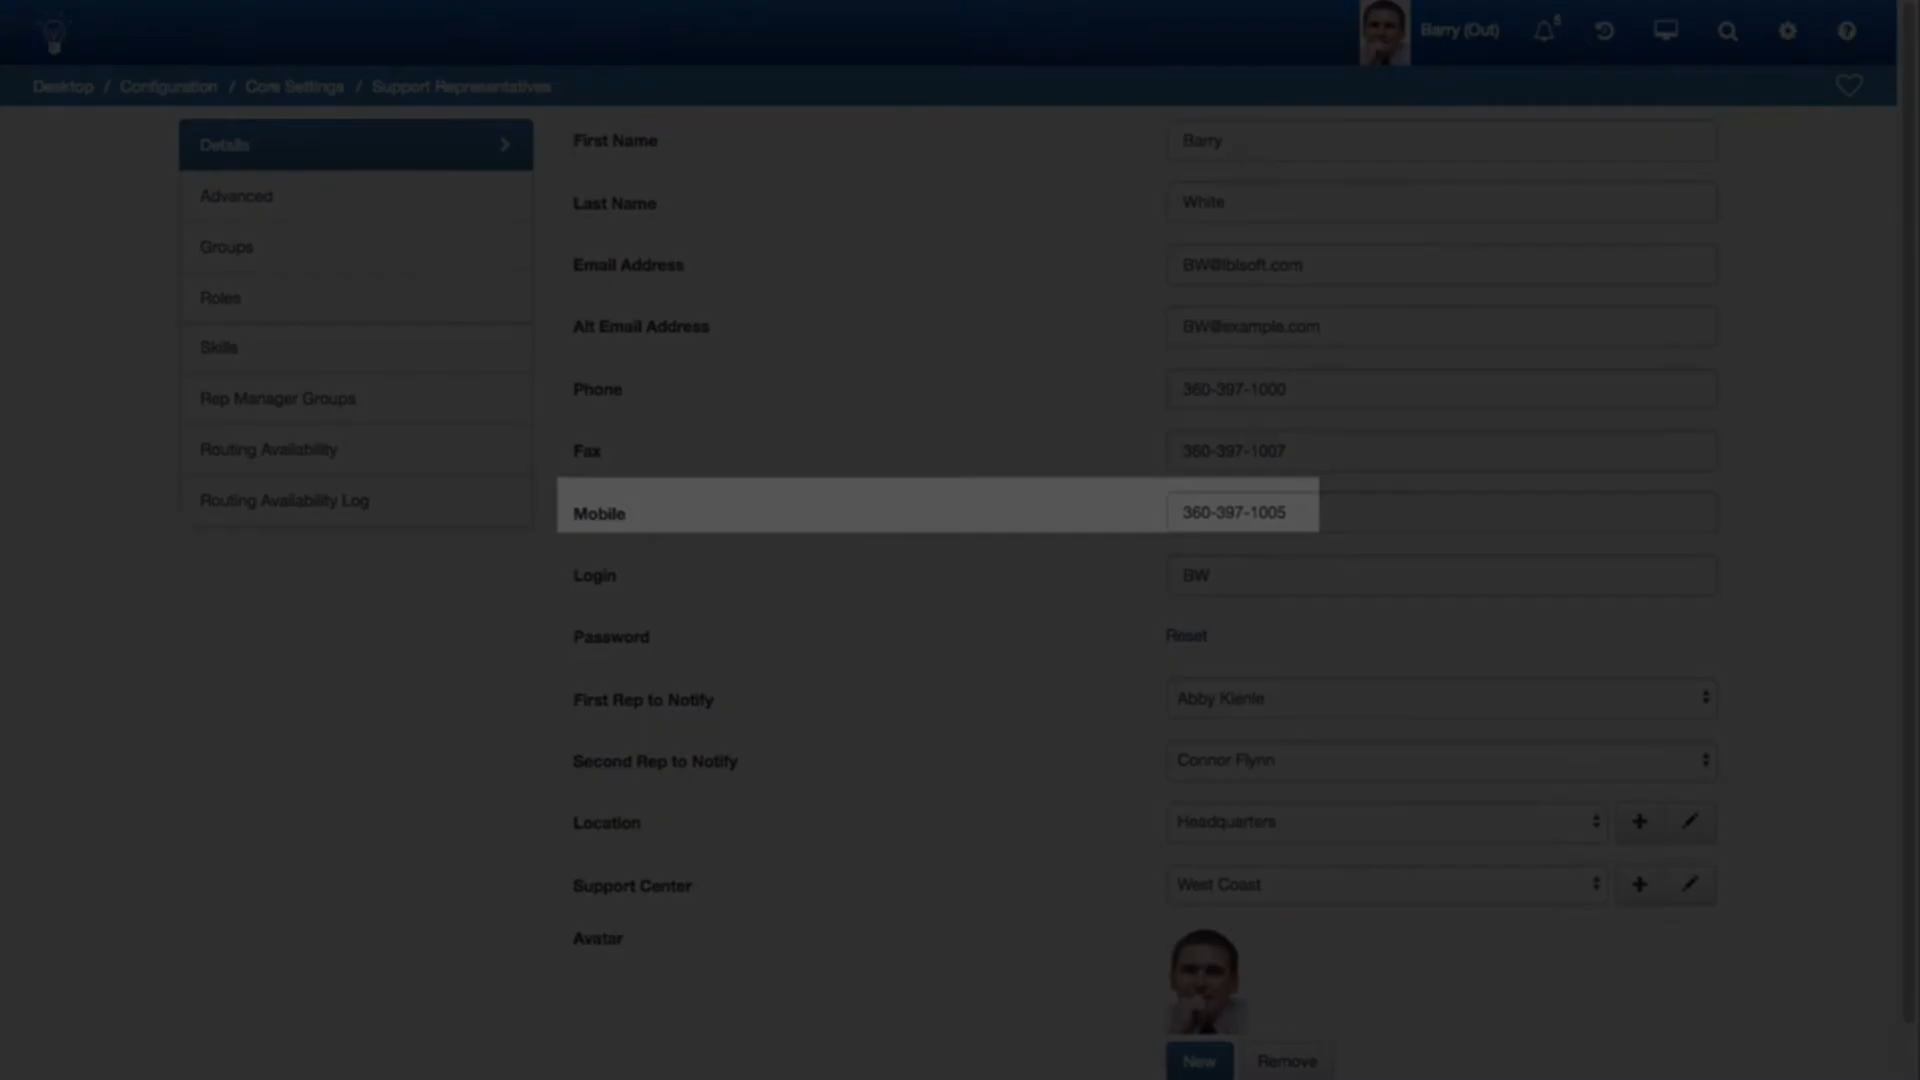 Barry (Out)
5
Desktop / Configuration / Core Settings / Support Representatives
Details
Advanced
Groups
Roles
Skills
Rep Manager Groups
Routing Availability
Routing Availability Log
First Name
Barry
Last Name
White
Email Address
BW@lblsoft.com
Alt Email Address
BW@example.com
Phone
360-397-1000
Fax
360-397-1007
Mobile
360-397-1005
Login
BW
Password
Reset
First Rep to Notify
Abby Kienle
Second Rep to Notify
Connor Flynn
Location
Headquarters
Support Center
West Coast
Avatar
New
Remove